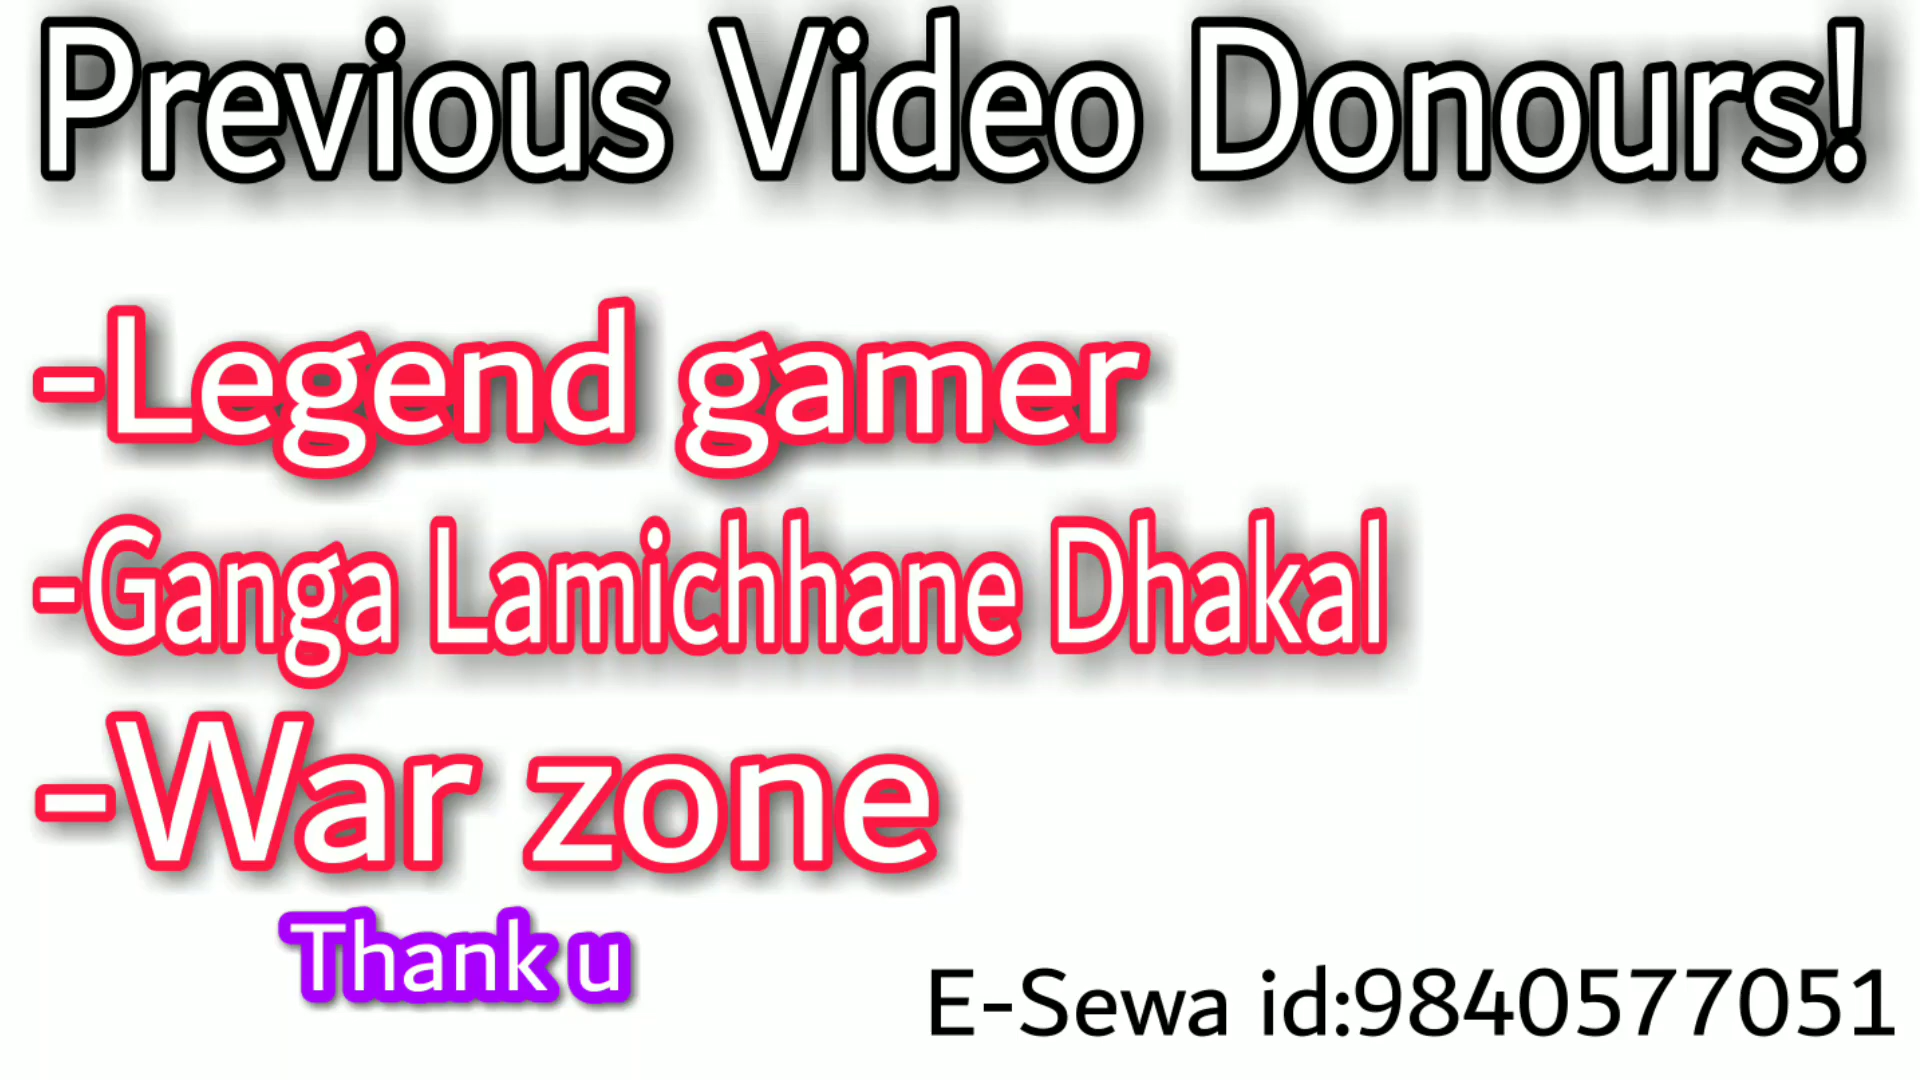 Previous Video Donours!
-Legend gamer
-Ganga Lamichhane Dhakal
-War zone
Thank u
E-Sewa id:9840577051